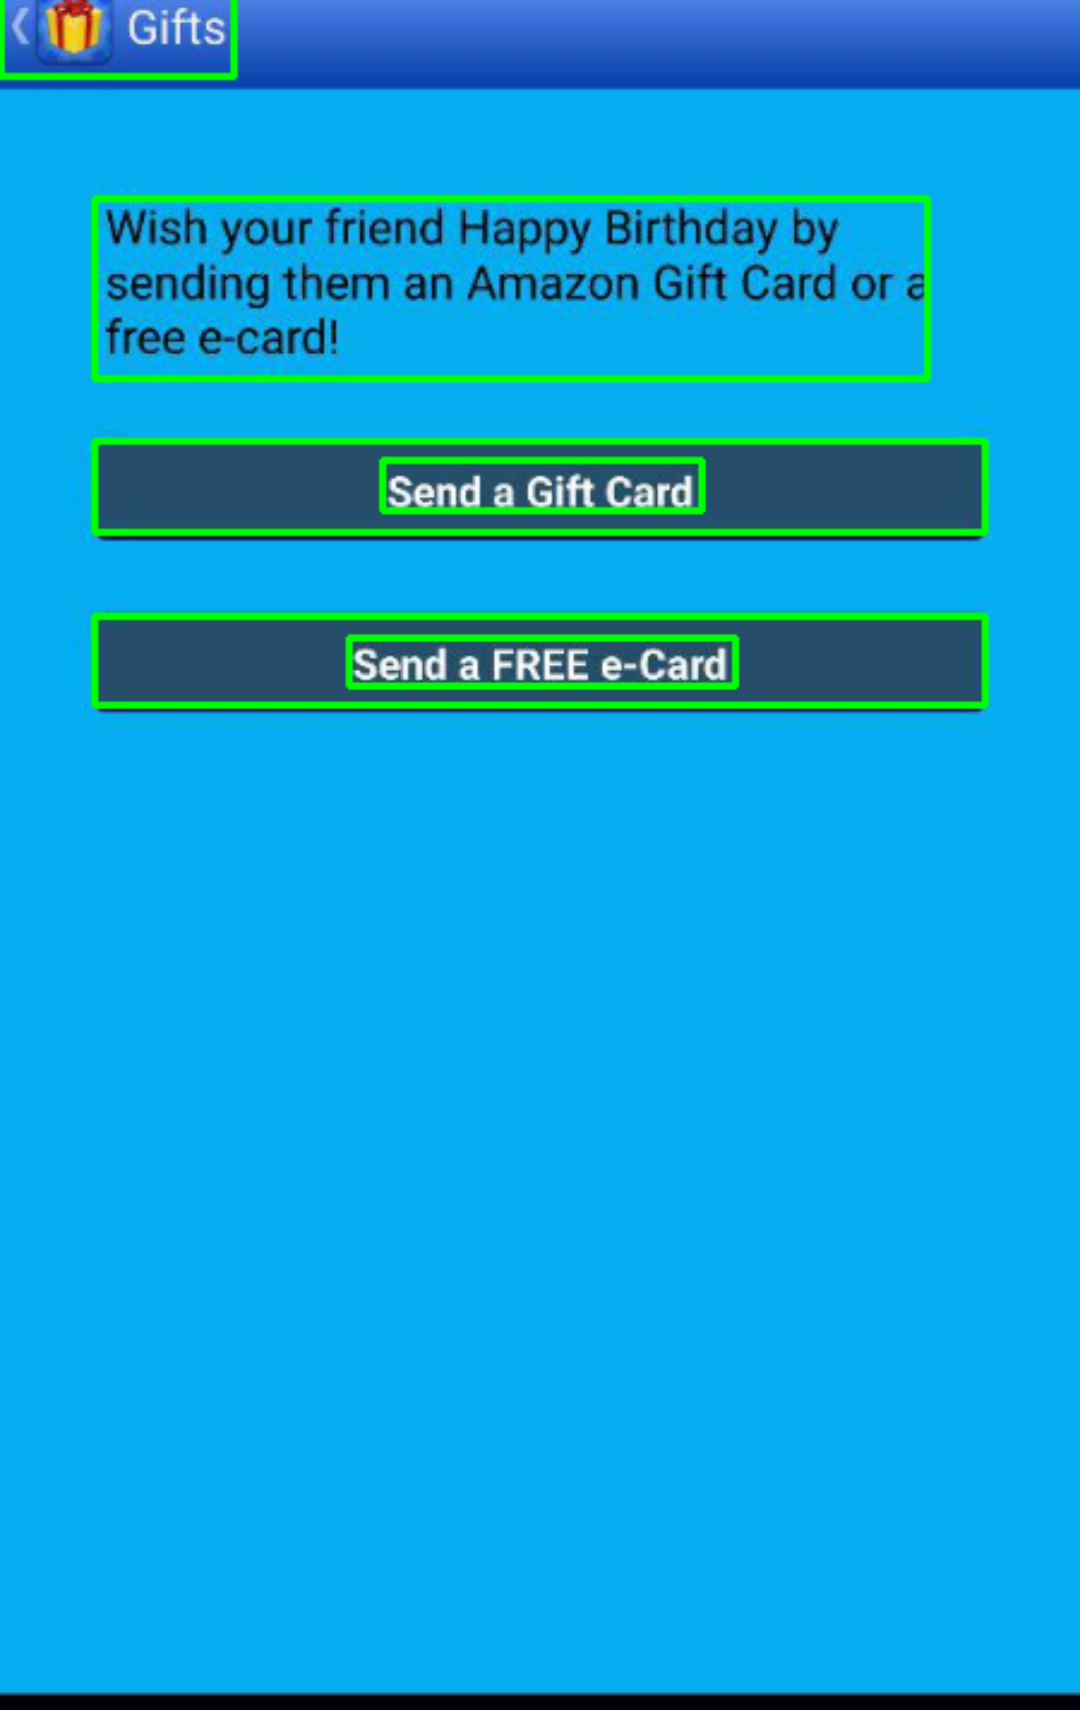 Gifts
Wish your friend Happy Birthday by
sending them an Amazon Gift Card or a
free e-card!
Send a Gift Card
Send a FREE e-Card